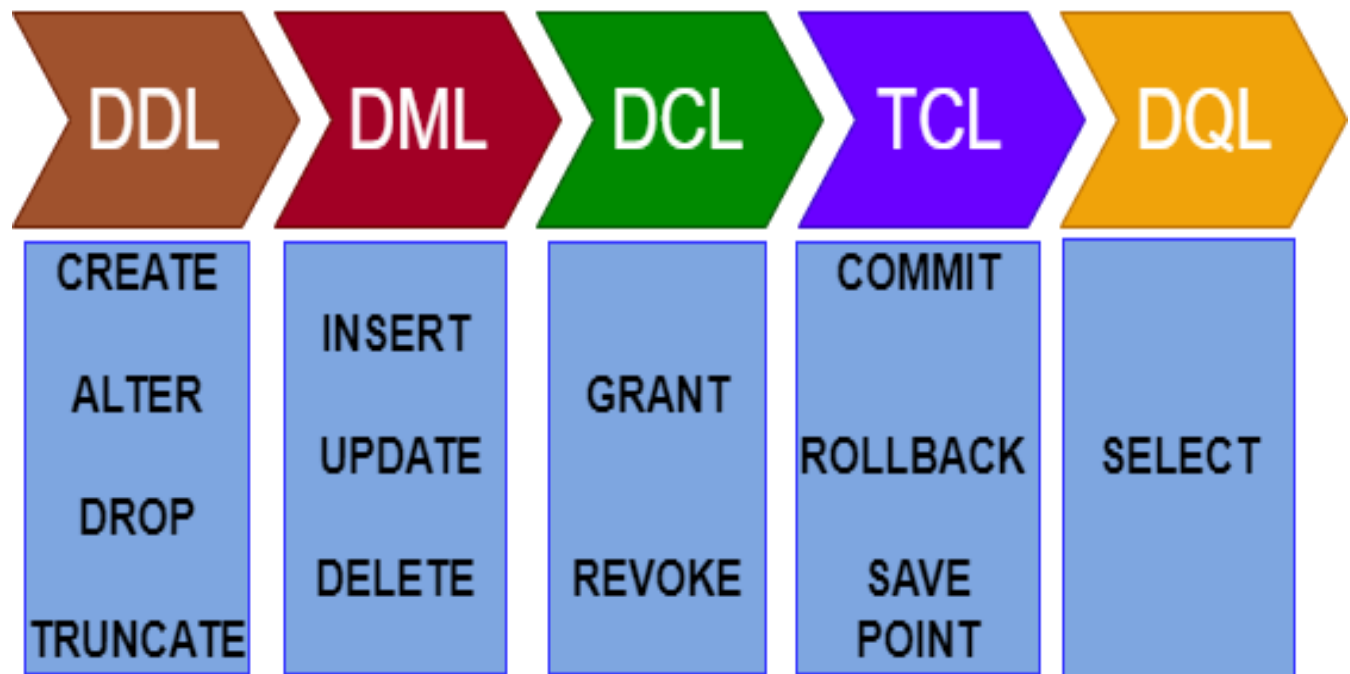 DDL
DML
DCL
TCL
DQL
CREATE
ALTER
DROP
TRUNCATE
INSERT
UPDATE
DELETE
GRANT
REVOKE
COMMIT
ROLLBACK
SAVE
POINT
SELECT